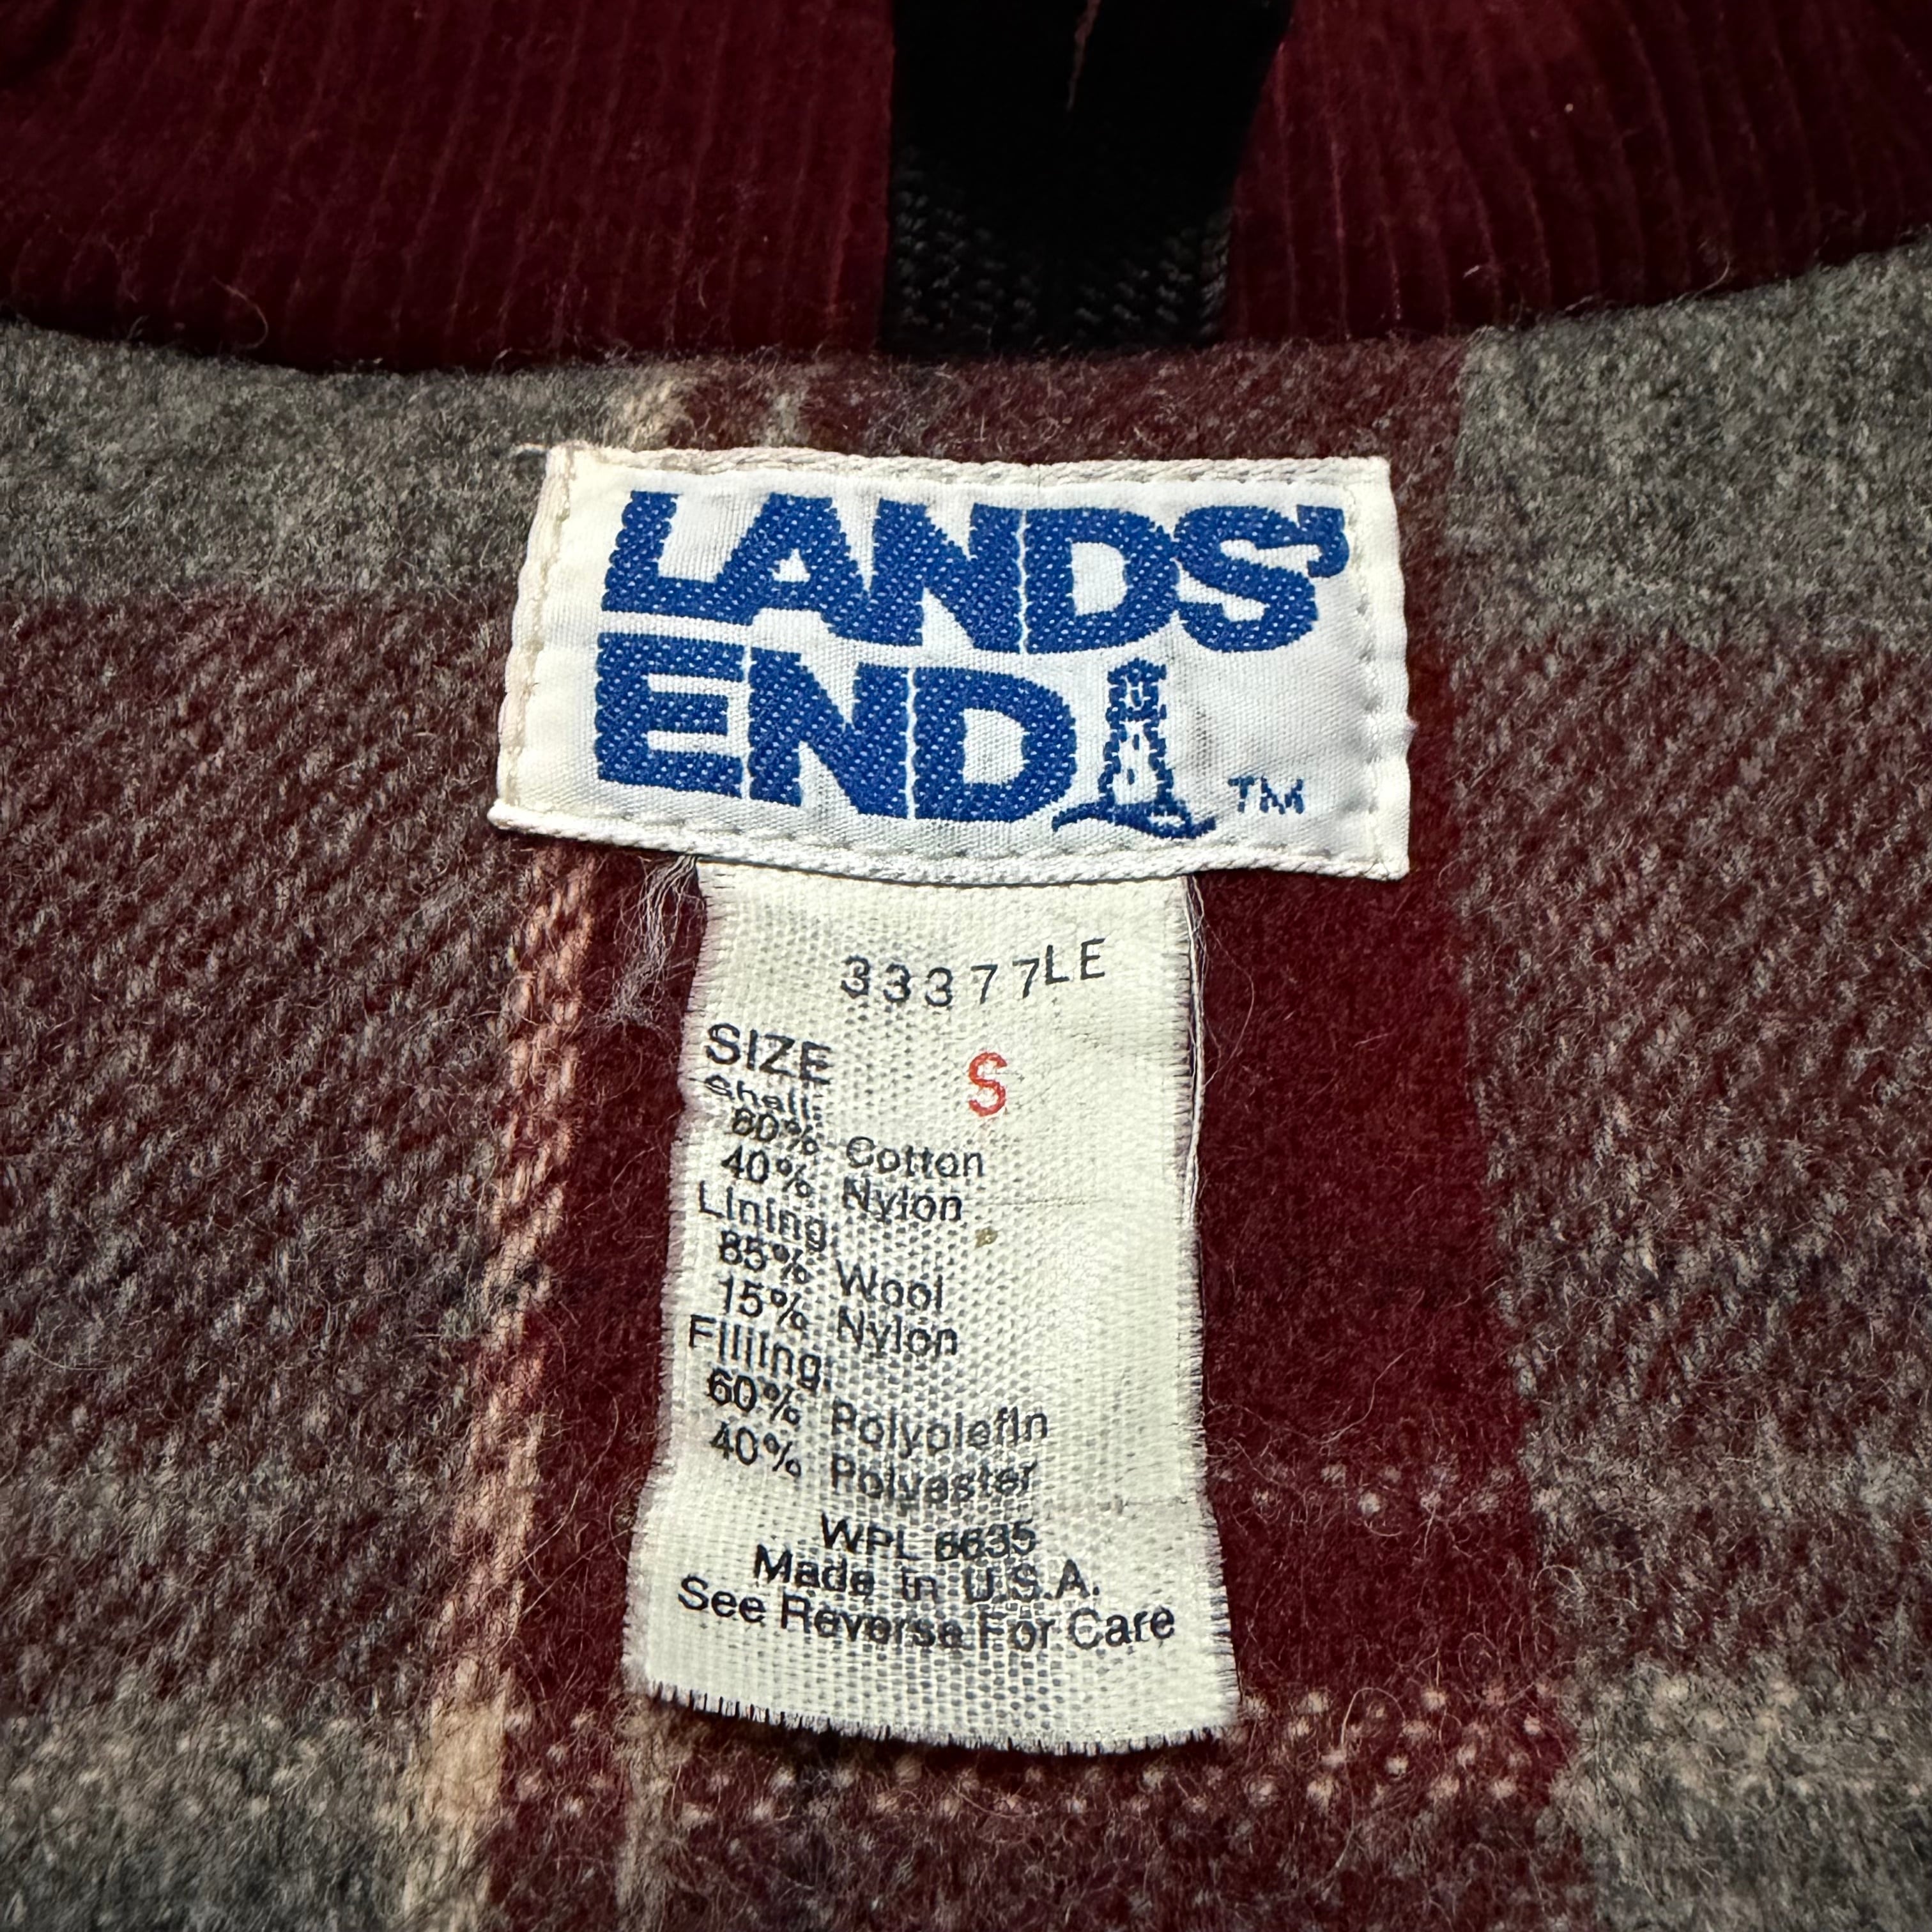 LANDS'
END
TM
33377LE
SIZE S
Shell:
60% Cotton
40% Nylon
Lining:
85% Wool
15% Nylon
Filling:
60% Polyolefin
40% Polyester
WPL 6635
Made in U.S.A.
See Reverse For Care